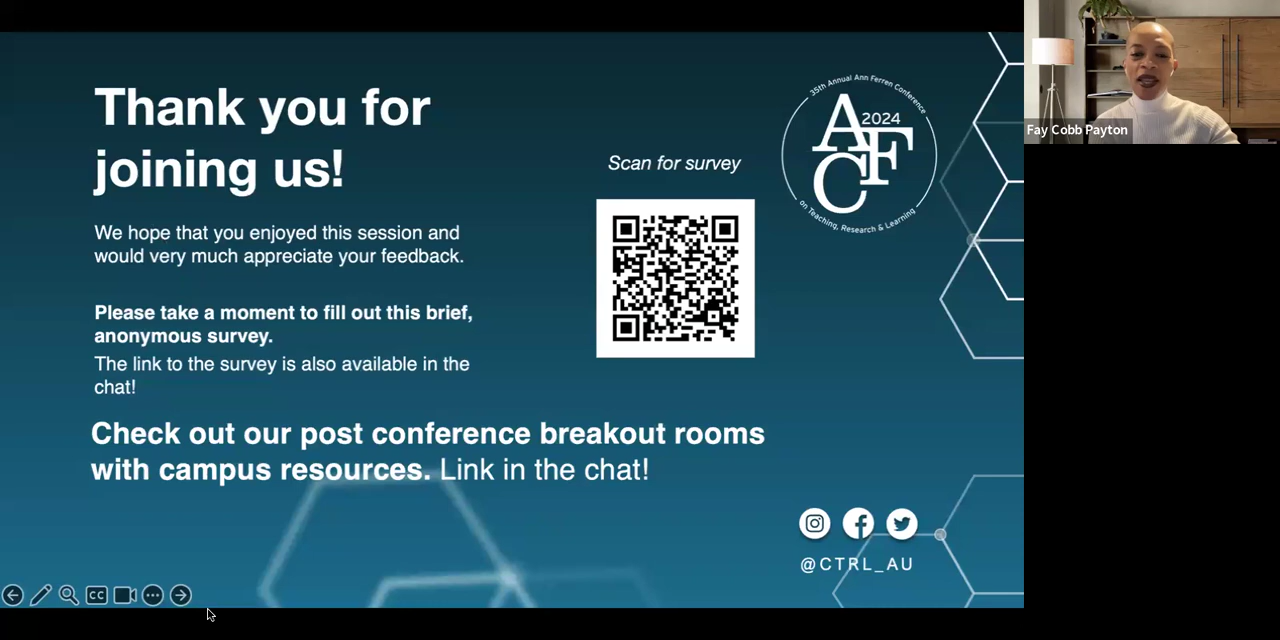 Thank you for
joining us!
We hope that you enjoyed this session and
would very much appreciate your feedback.
Please take a moment to fill out this brief,
anonymous survey.
The link to the survey is also available in the
chat!
Check out our post conference breakout rooms
with campus resources. Link in the chat!
Scan for survey
35th Annual Ann Ferren Conference
2024
AFC
on Teaching, Research & Learning
@CTRL_AU
CC
Fay Cobb Payton